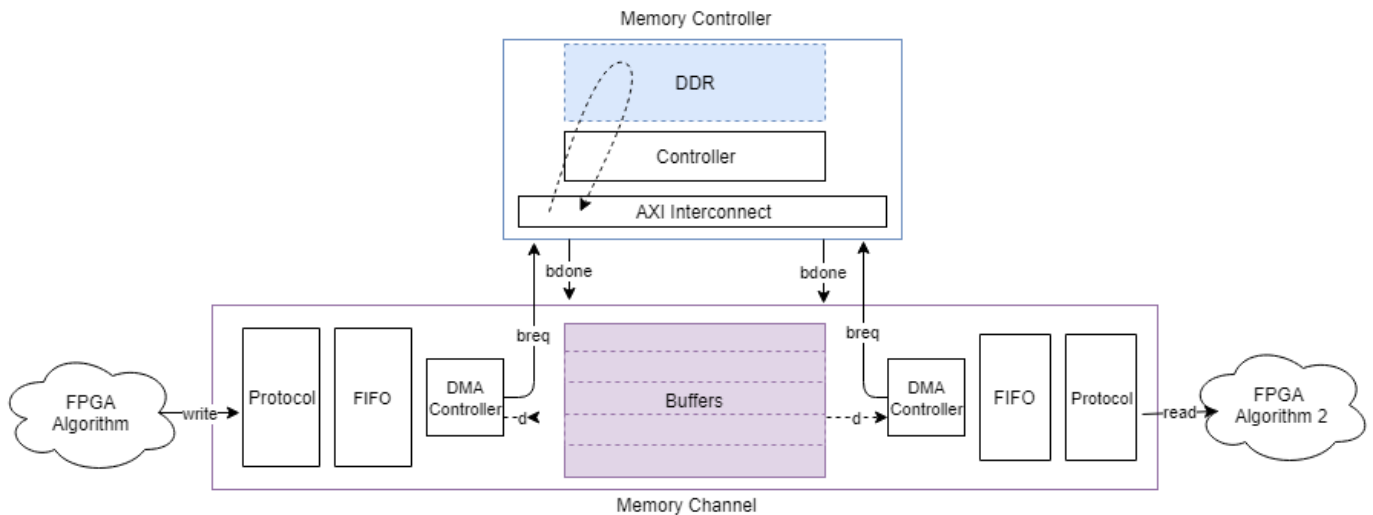 Memory Controller
DDR
Controller
AXI Interconnect
bdone
bdone
breq
breq
FPGA
Algorithm
write
Protocol
FIFO
DMA
Controller
d
Buffers
d
DMA
Controller
FIFO
Protocol
read
FPGA
Algorithm 2
Memory Channel